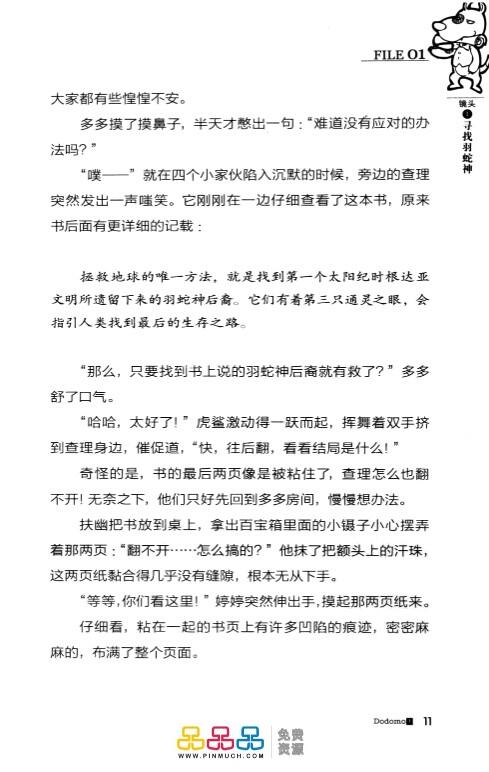 FILE 01
镜头
1
寻找羽蛇神
大家都有些惶惶不安。
多多摸了摸鼻子，半天才憋出一句：“难道没有应对的办
法吗？”
“噗——”就在四个小家伙陷入沉默的时候，旁边的查理
突然发出一声嗤笑。它刚刚在一边仔细查看了这本书，原来
书后面有更详细的记载：
拯救地球的唯一方法，就是找到第一个太阳纪时根达亚
文明所遗留下来的羽蛇神后裔。它们有着第三只通灵之眼，会
指引人类找到最后的生存之路。
“那么，只要找到书上说的羽蛇神后裔就有救了？”多多
舒了口气。
“哈哈，太好了！”虎鲨激动得一跃而起，挥舞着双手挤
到查理身边，催促道，“快，往后翻，看看结局是什么！”
奇怪的是，书的最后两页像是被粘住了，查理怎么也翻
不开！无奈之下，他们只好先回到多多房间，慢慢想办法。
扶幽把书放到桌上，拿出百宝箱里面的小镊子小心摆弄
着那两页：“翻不开……怎么搞的？”他抹了把额头上的汗珠，
这两页纸黏合得几乎没有缝隙，根本无从下手。
“等等，你们看这里！”婷婷突然伸出手，摸起那两页纸来。
仔细看，粘在一起的书页上有许多凹陷的痕迹，密密麻
麻的，布满了整个页面。
Dodomo1 11
品品品 免费
资源
WWW.PINMUCH.COM